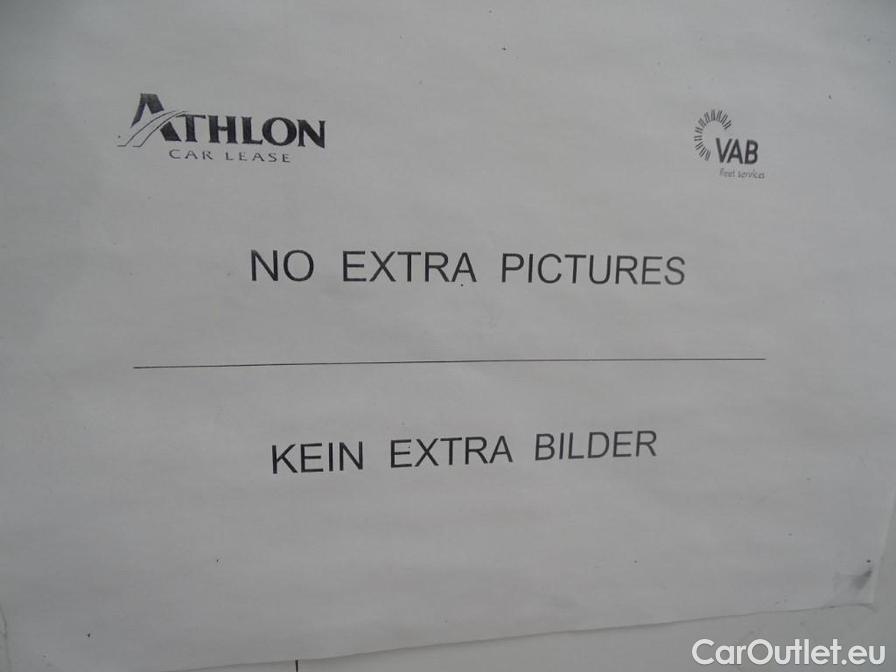 ATHLON
CAR LEASE
VAB
fleet services
NO EXTRA PICTURES
KEIN EXTRA BILDER
CarOutlet.eu